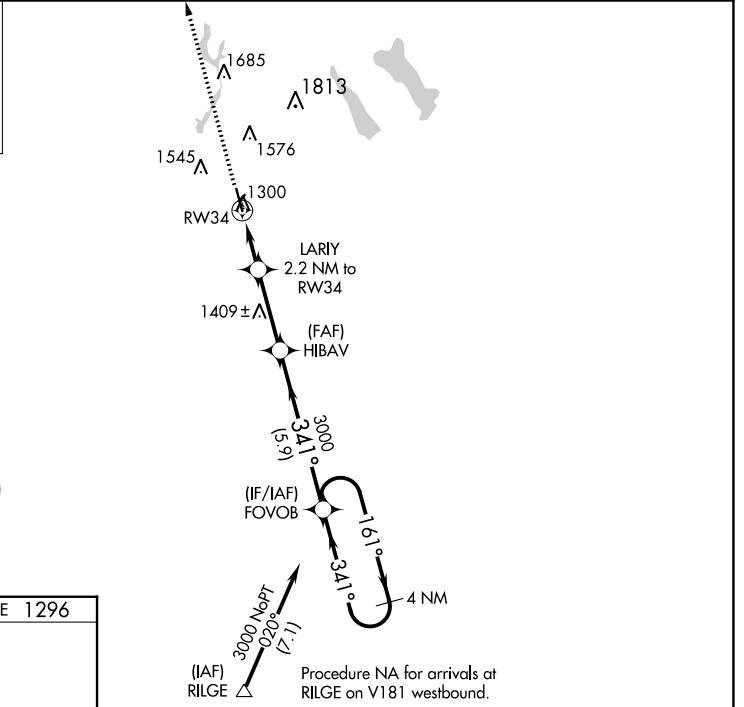 1685
1813
1576
1545
1300
RW34
LARIY
2.2 NM to
RW34
1409±
(FAF)
HIBAV
3000
341°
(5.9)
(IF/IAF)
FOVOB
161°
341°
4 NM
3000 NoPT
020°
(7.1)
(IAF)
RILGE
Procedure NA for arrivals at
RILGE on V181 westbound.
E 1296